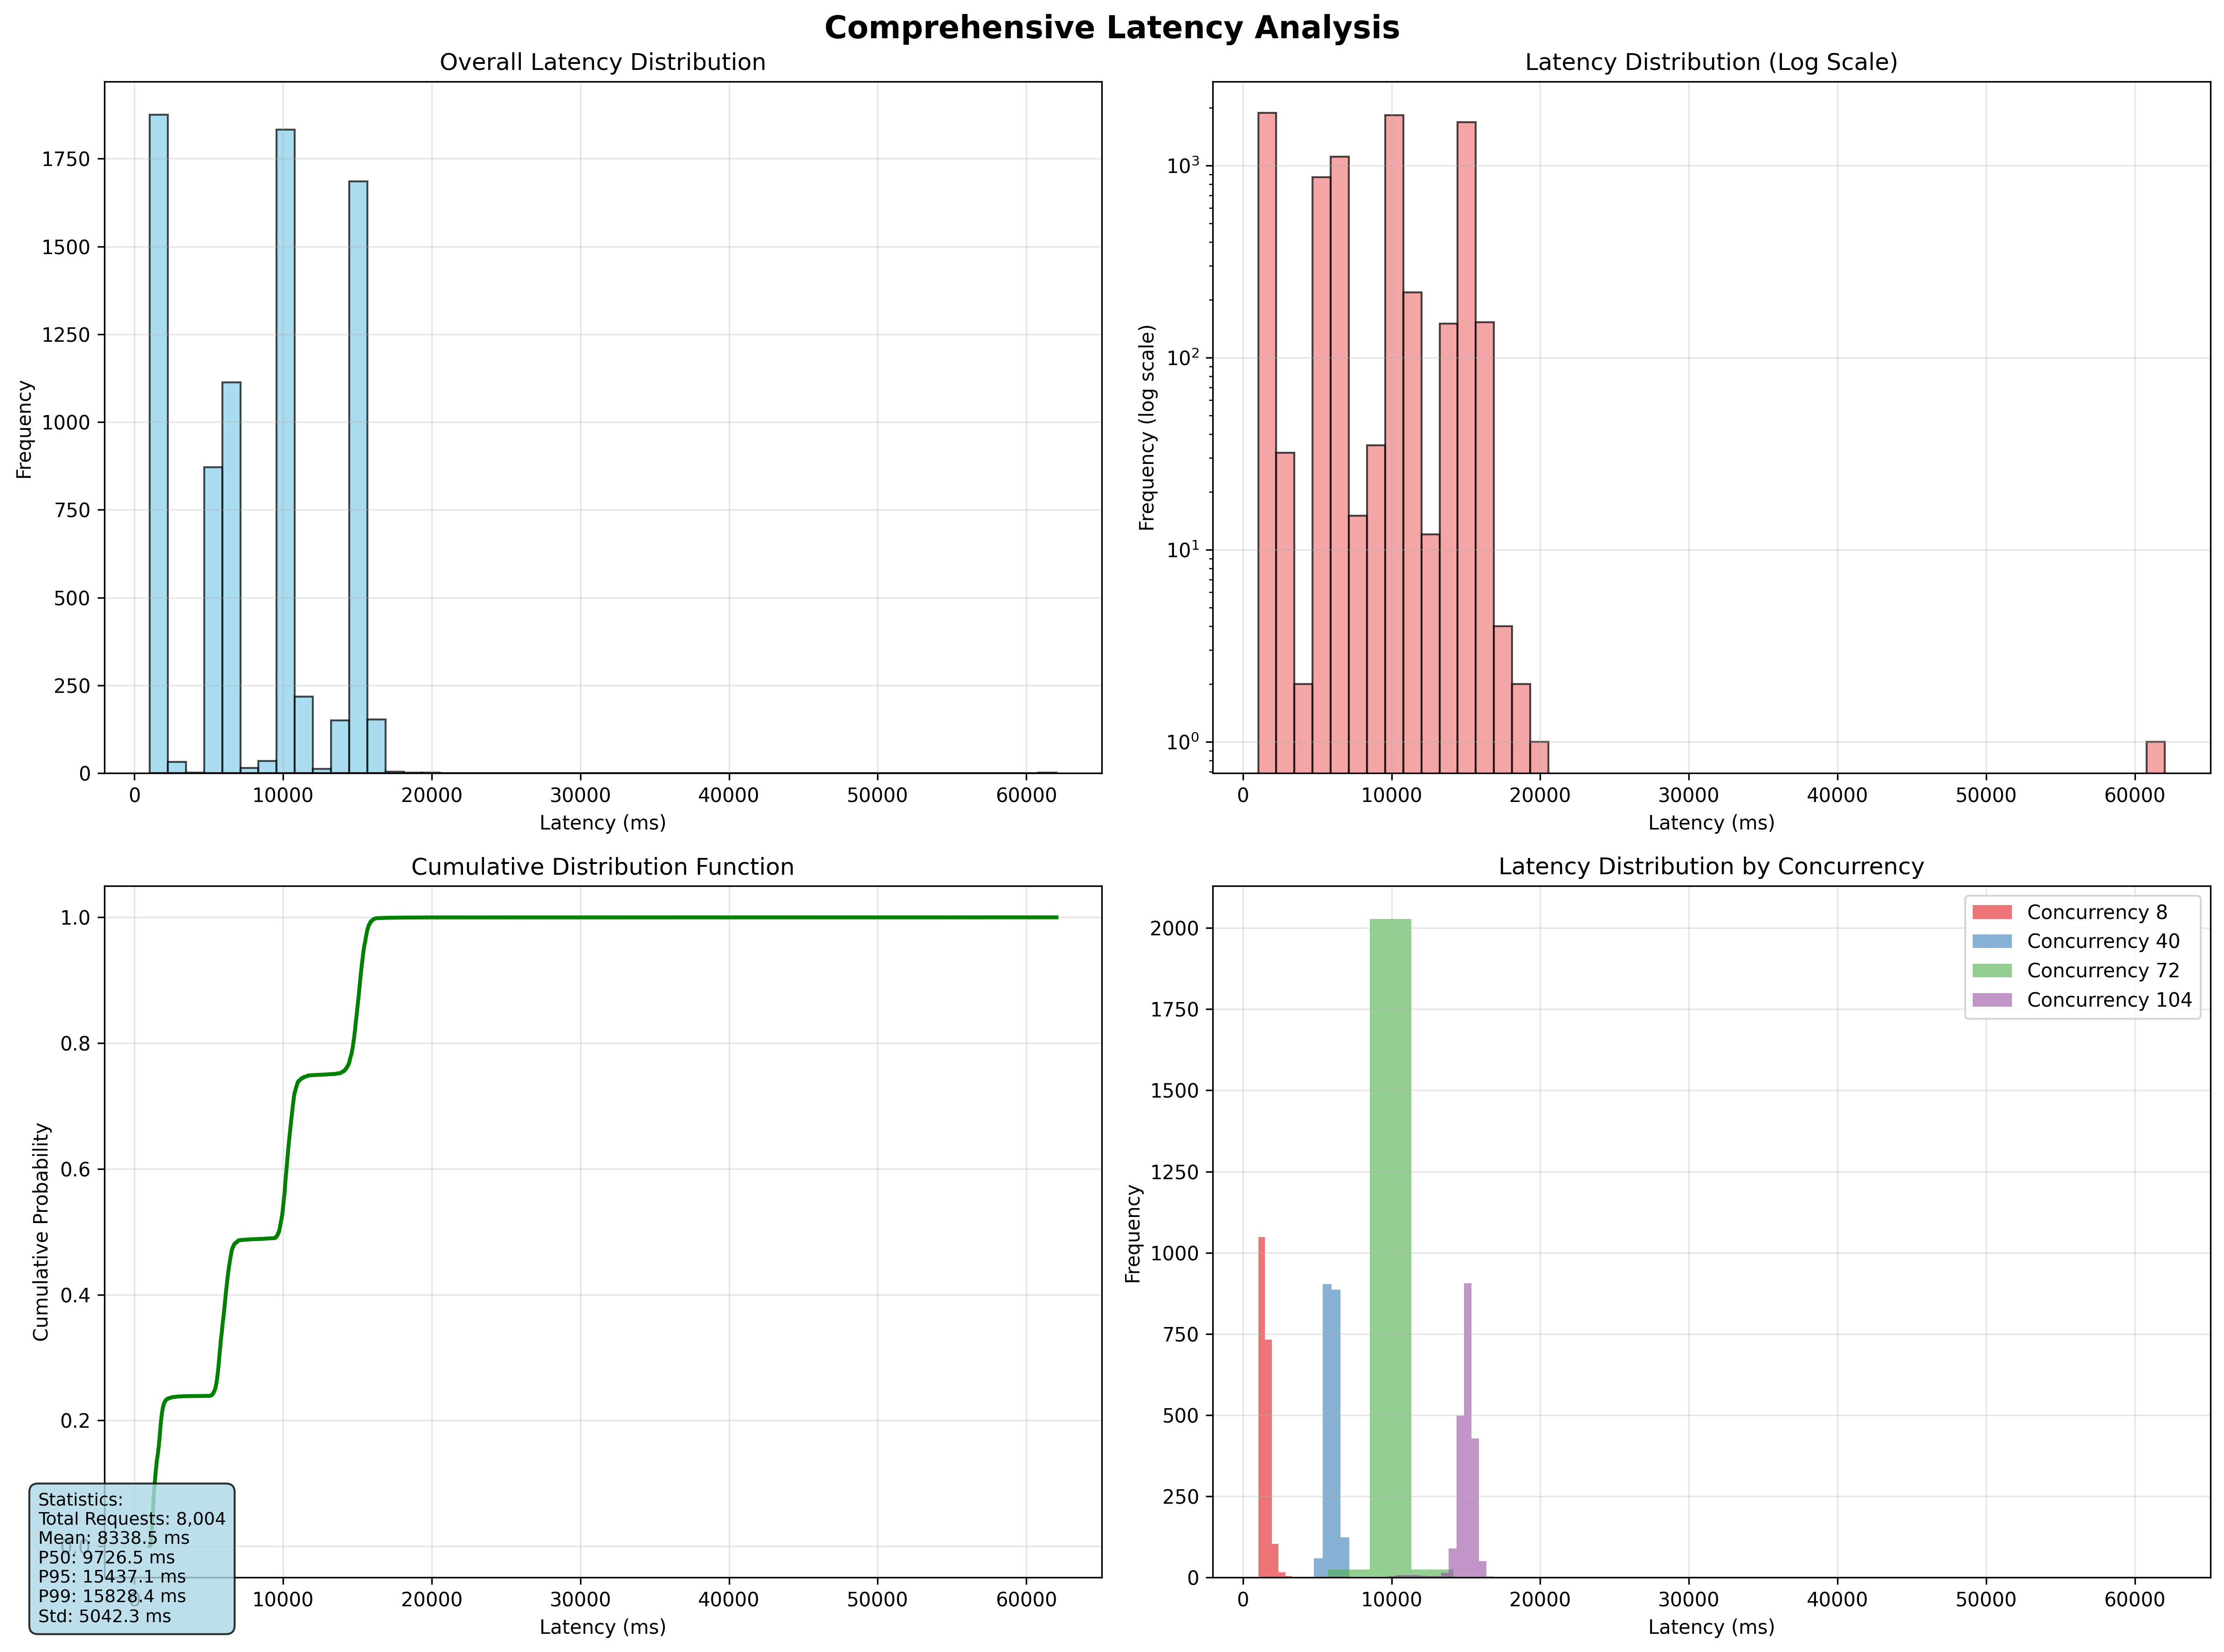 Comprehensive Latency Analysis
Overall Latency Distribution
Frequency
1750
1500
1250
1000
750
500
250
0
0 10000 20000 30000 40000 50000 60000
Latency (ms)
Latency Distribution (Log Scale)
Frequency (log scale)
10³
10²
10¹
10⁰
0 10000 20000 30000 40000 50000 60000
Latency (ms)
Cumulative Distribution Function
Cumulative Probability
1.0
0.8
0.6
0.4
0.2
0.0
0 10000 20000 30000 40000 50000 60000
Latency (ms)
Statistics:
Total Requests: 8,004
Mean: 8338.5 ms
P50: 9726.5 ms
P95: 15437.1 ms
P99: 15828.4 ms
Std: 5042.3 ms
Latency Distribution by Concurrency
Frequency
2000
1750
1500
1250
1000
750
500
250
0
0 10000 20000 30000 40000 50000 60000
Latency (ms)
Concurrency 8
Concurrency 40
Concurrency 72
Concurrency 104